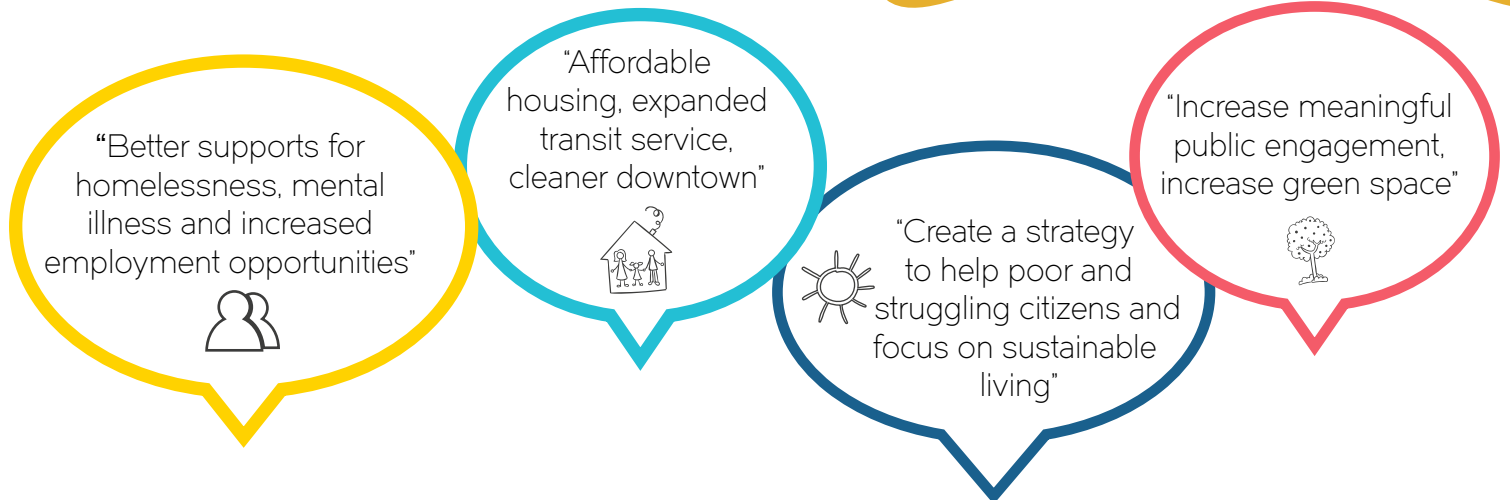 “Better supports for
homelessness, mental
illness and increased
employment opportunities”
“Affordable
housing, expanded
transit service,
cleaner downtown”
“Create a strategy
to help poor and
struggling citizens and
focus on sustainable
living”
“Increase meaningful
public engagement,
increase green space”